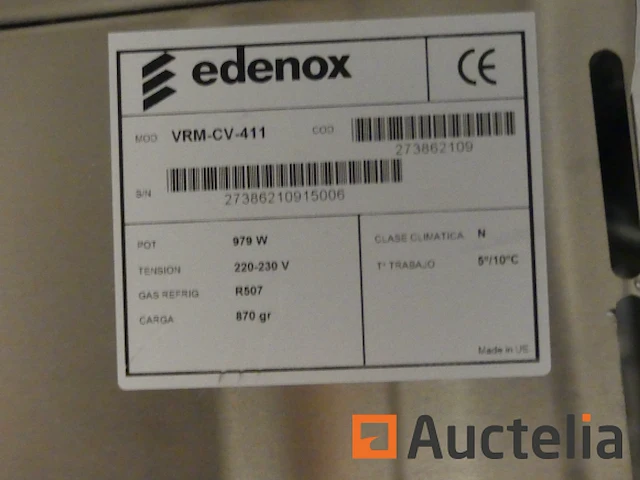 edenox CE
MOD VRM-CV-411 COD 273862109
S/N 27386210915006
POT 979 W
TENSION 220-230 V
GAS REFRIG R507
CARGA 870 gr
CLASE CLIMATICA N
Tª TRABAJO 5º/10ºC
Made in UE
Auctelia